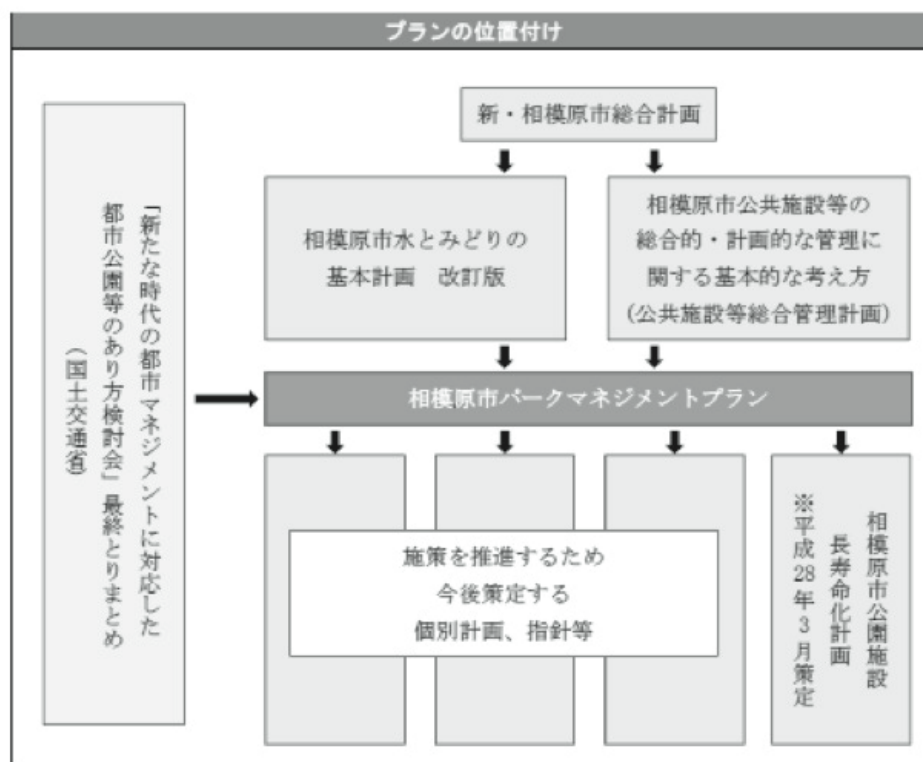 プランの位置付け
新・相模原市総合計画
相模原市水とみどりの
基本計画　改訂版
相模原市公共施設等の
総合的・計画的な管理に
関する基本的な考え方
(公共施設等総合管理計画)
「新たな時代の都市マネジメントに対応した
都市公園等のあり方検討会」最終とりまとめ
（国土交通省）
相模原市パークマネジメントプラン
施策を推進するため
今後策定する
個別計画、指針等
相模原市公園施設
長寿命化計画
※平成28年3月策定